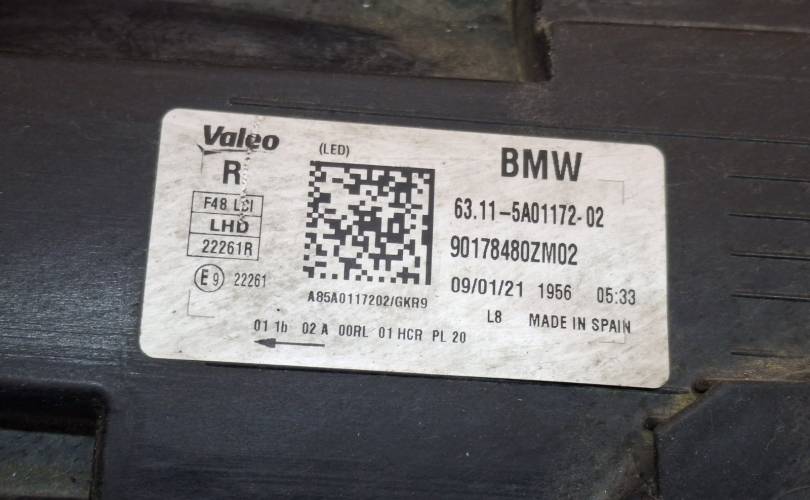 Valeo
R
F48 LCI
LHD
22261R
E9 22261
(LED)
A85A0117202/GKR9
BMW
63.11-5A01172-02
90178480ZM02
09/01/21 1956 05:33
L8 MADE IN SPAIN
01 1b 02 A 00RL 01 HCR PL 20